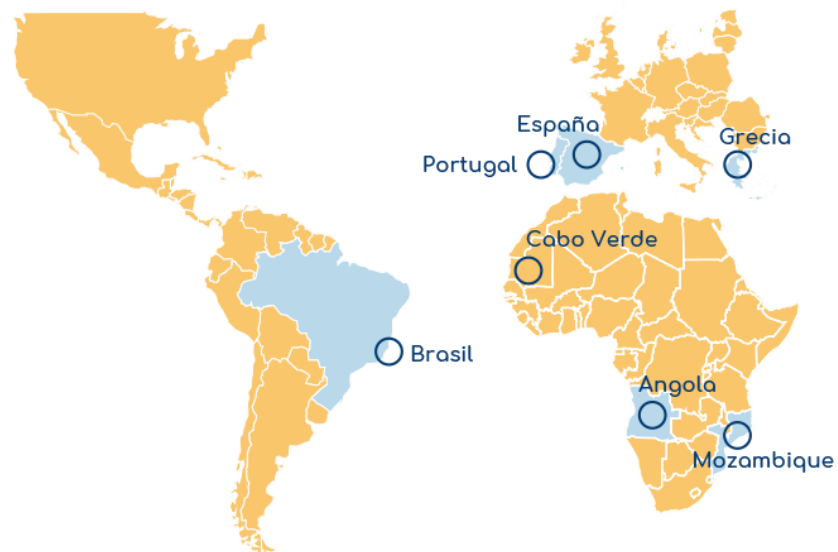 España
Grecia
Portugal
Cabo Verde
Brasil
Angola
Mozambique